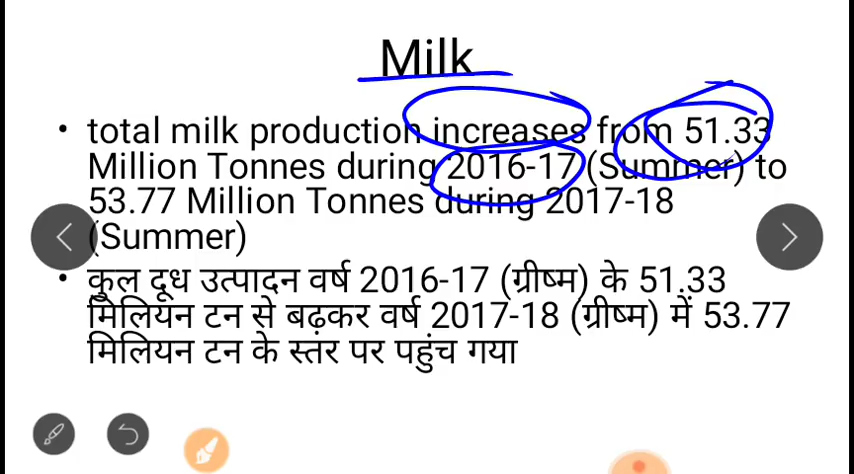 Milk
• total milk production increases from 51.33
Million Tonnes during 2016-17 (Summer) to
53.77 Million Tonnes during 2017-18
(Summer)
• कुल दूध उत्पादन वर्ष 2016-17 (ग्रीष्म) के 51.33
मिलियन टन से बढ़कर वर्ष 2017-18 (ग्रीष्म) में 53.77
मिलियन टन के स्तर पर पहुंच गया